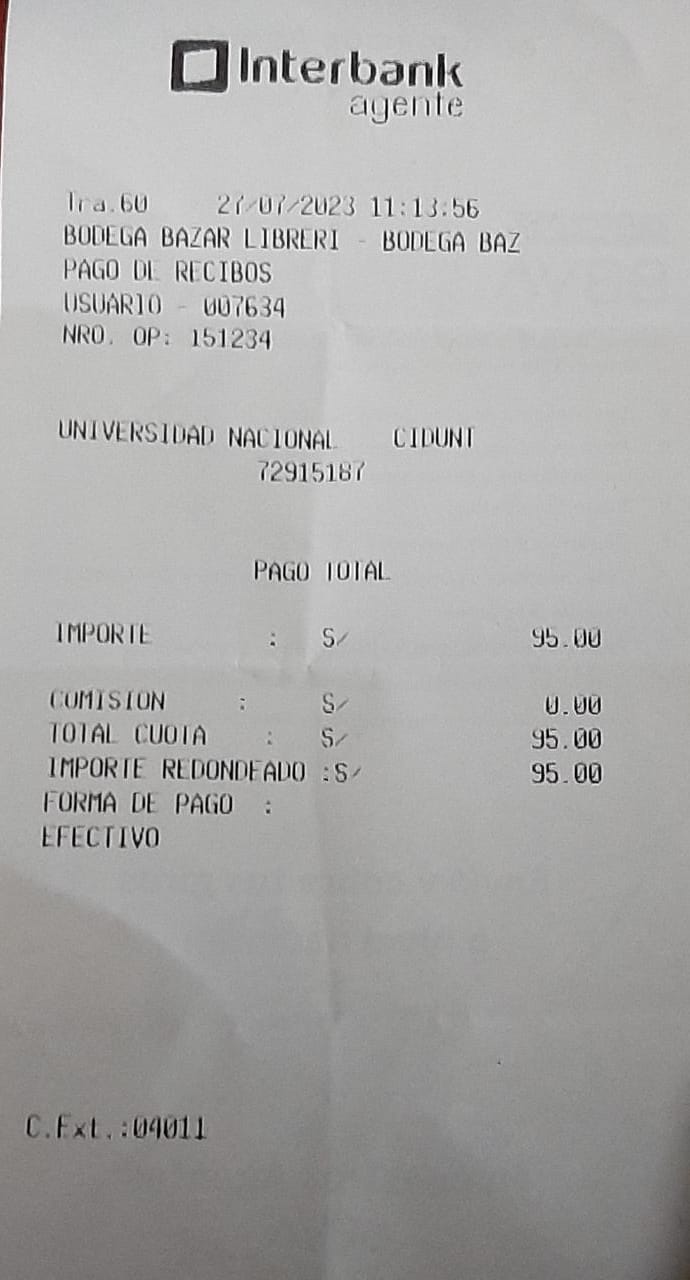 Interbank
agente
Tra.60 27/07/2023 11:13:56
BODEGA BAZAR LIBRERI - BODEGA BAZ
PAGO DE RECIBOS
USUARIO - 007634
NRO. OP: 151234
UNIVERSIDAD NACIONAL CIDUNT
72915187
PAGO TOTAL
IMPORTE : S/ 95.00
COMISION : S/ 0.00
TOTAL CUOTA : S/ 95.00
IMPORTE REDONDEADO :S/ 95.00
FORMA DE PAGO :
EFECTIVO
C.Ext.:04011